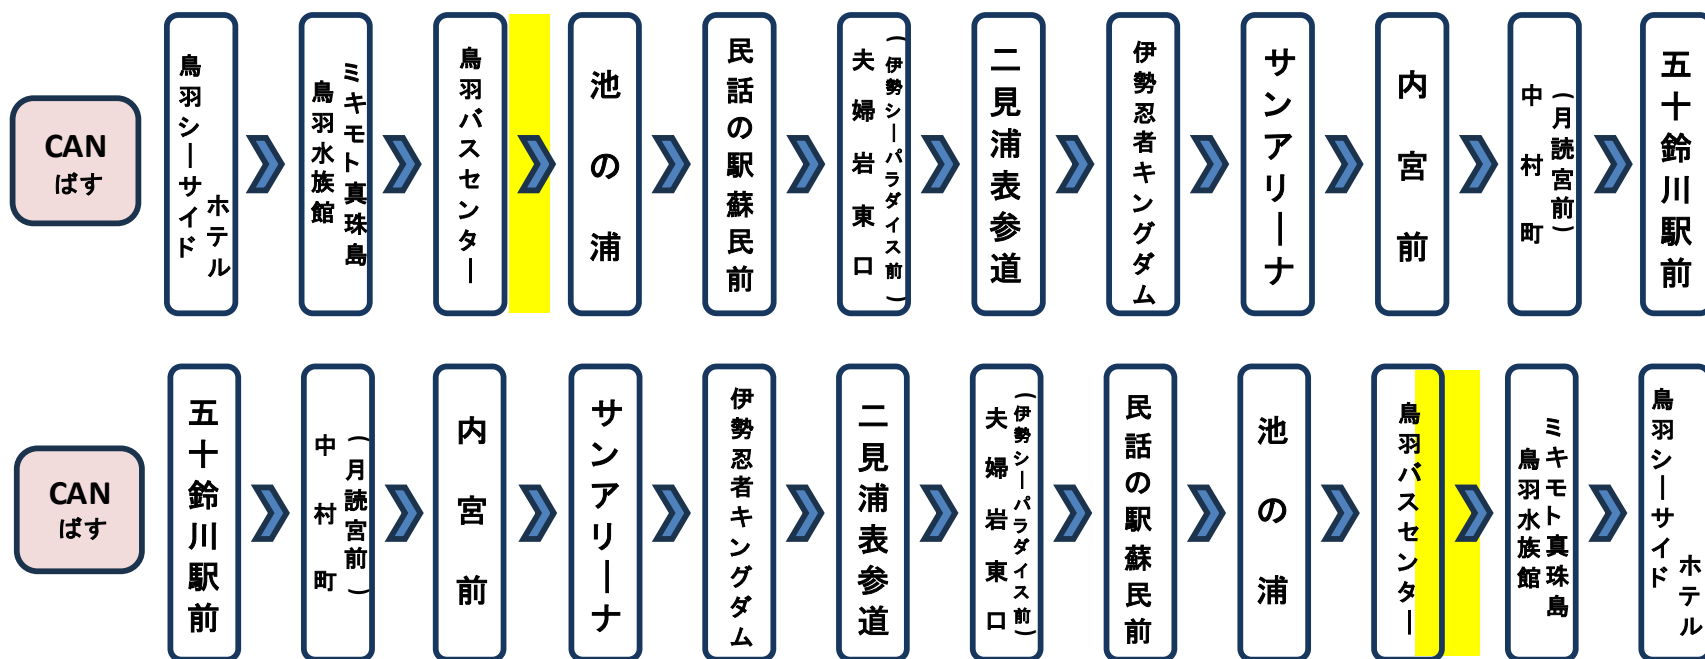 CAN
ばす
鳥羽シーサイド
ホテル
ミキモト真珠島
鳥羽水族館
鳥羽バスセンター
池の浦
民話の駅蘇民前
(伊勢シーパラダイス前)
夫婦岩東口
二見浦表参道
伊勢忍者キングダム
サンアリーナ
内宮前
(月読宮前)
中村町
五十鈴川駅前
CAN
ばす
五十鈴川駅前
(月読宮前)
中村町
内宮前
サンアリーナ
伊勢忍者キングダム
二見浦表参道
(伊勢シーパラダイス前)
夫婦岩東口
民話の駅蘇民前
池の浦
鳥羽バスセンター
ミキモト真珠島
鳥羽水族館
鳥羽シーサイド
ホテル